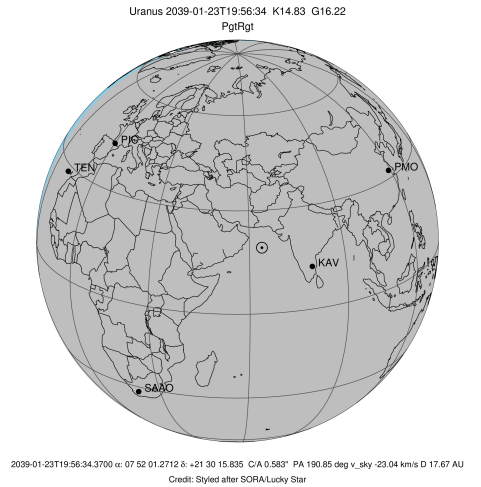 Uranus 2039-01-23T19:56:34 K14.83 G16.22
PgtRgt
PIC
TEN
PMO
KAV
SAAO
2039-01-23T19:56:34.3700 α: 07 52 01.2712 δ: +21 30 15.835 C/A 0.583" PA 190.85 deg v_sky -23.04 km/s D 17.67 AU
Credit: Styled after SORA/Lucky Star